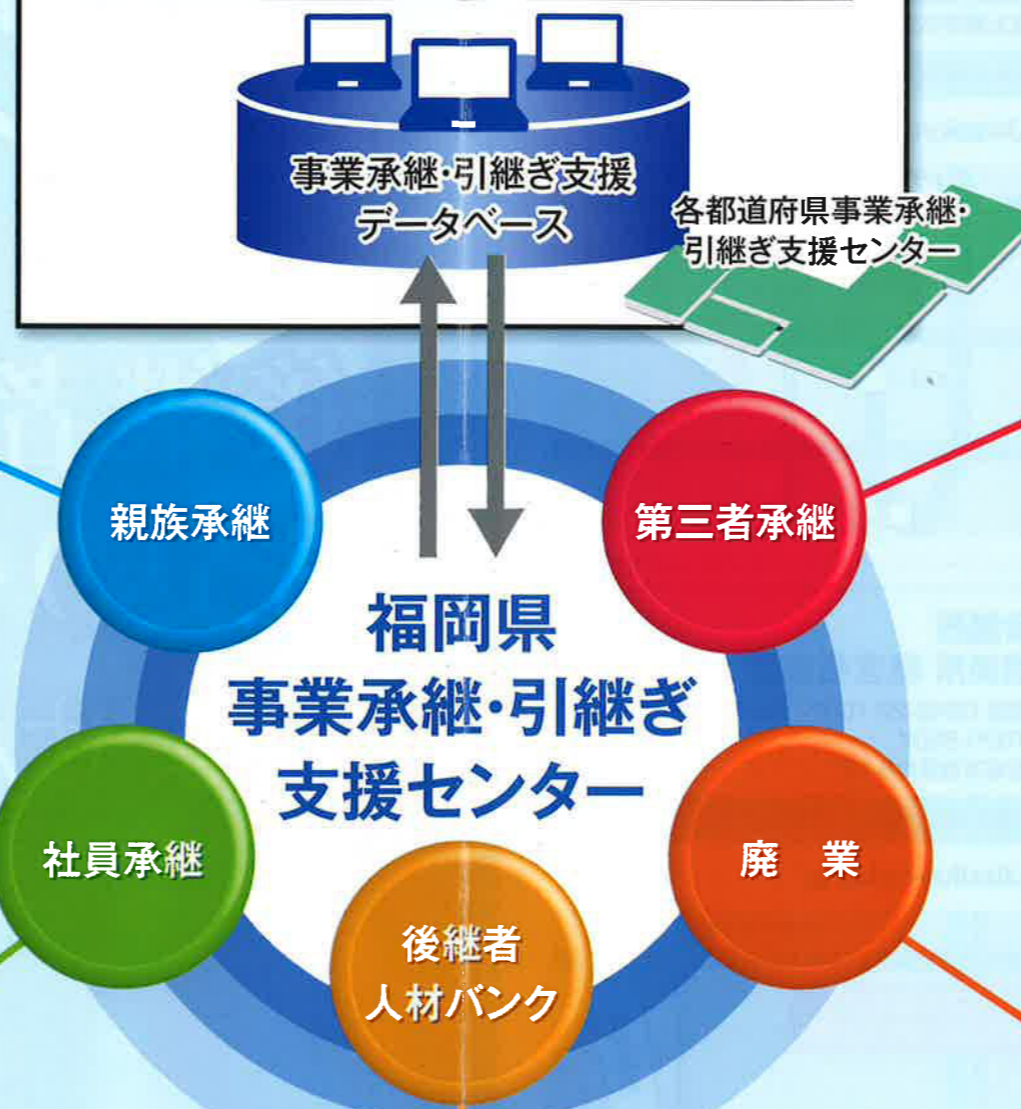 事業承継・引継ぎ支援
データベース
各都道府県事業承継・
引継ぎ支援センター
親族承継
第三者承継
福岡県
事業承継・引継ぎ
支援センター
社員承継
廃　業
後継者
人材バンク